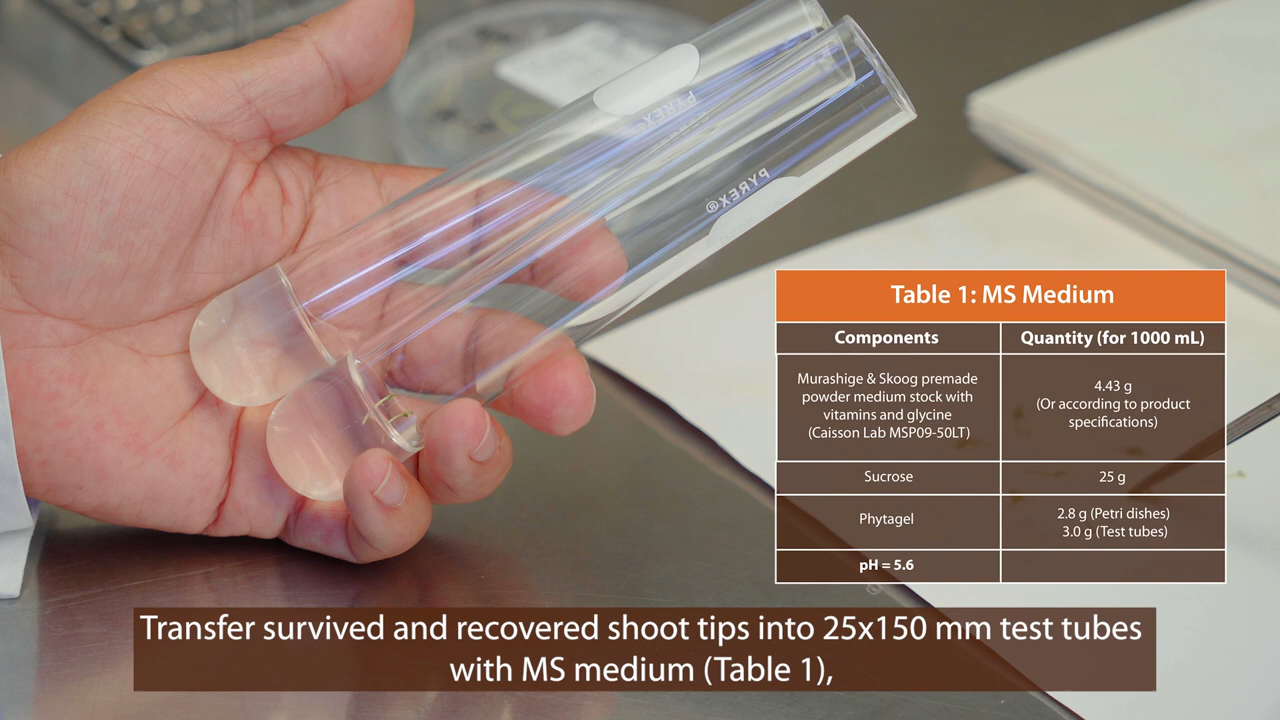 PYREX
PYREX®
Table 1: MS Medium
Components
Quantity (for 1000 mL)
Murashige & Skoog premade
powder medium stock with
vitamins and glycine
(Caisson Lab MSP09-50LT)
4.43 g
(Or according to product
specifications)
Sucrose
25 g
Phytagel
2.8 g (Petri dishes)
3.0 g (Test tubes)
pH = 5.6
Transfer survived and recovered shoot tips into 25x150 mm test tubes
with MS medium (Table 1),